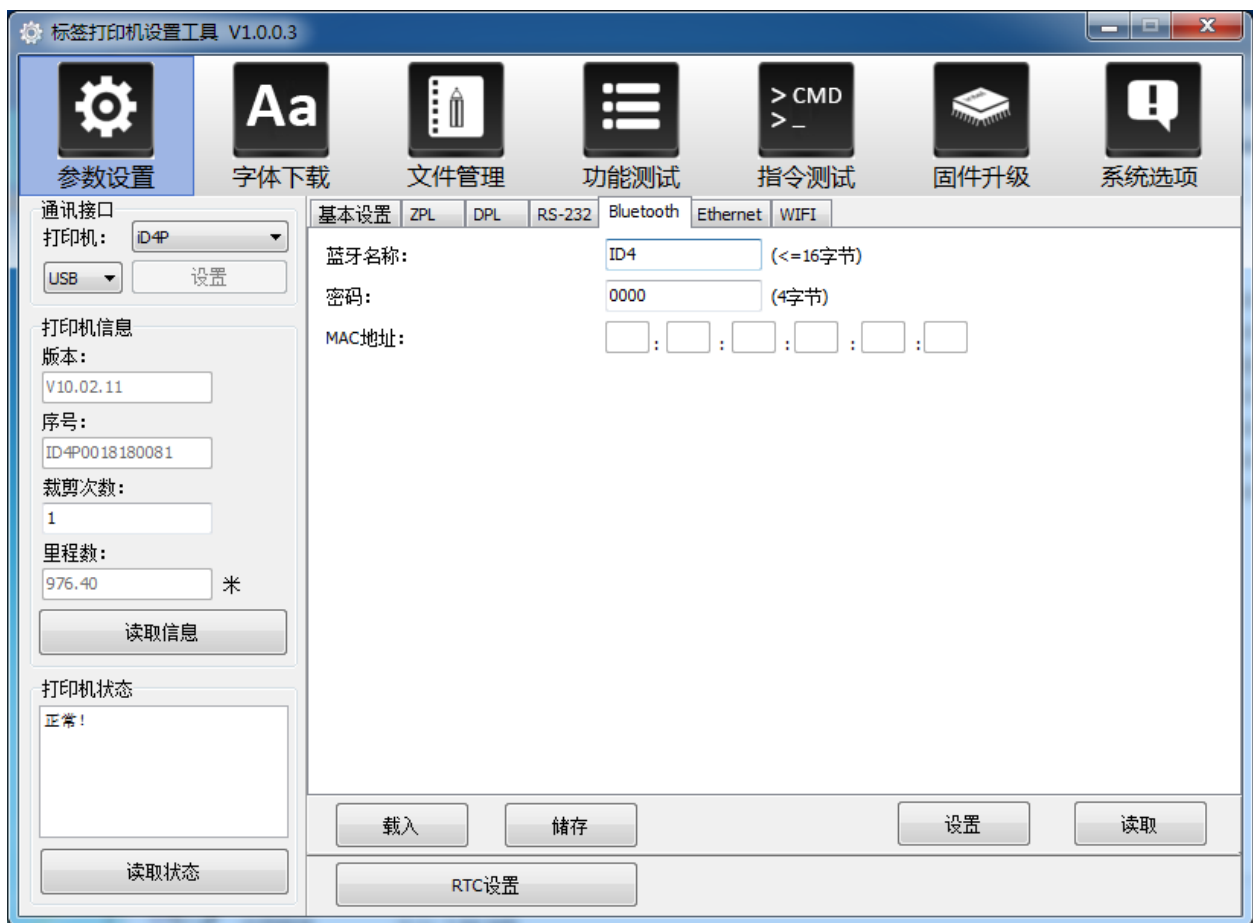 标签打印机设置工具 V1.0.0.3
Aa
> CMD
> _
参数设置 字体下载 文件管理 功能测试 指令测试 固件升级 系统选项
通讯接口
打印机: iD4P
USB 设置
打印机信息
版本:
V10.02.11
序号:
ID4P0018180081
裁剪次数:
1
里程数:
976.40 米
读取信息
打印机状态
正常!
读取状态
基本设置 ZPL DPL RS-232 Bluetooth Ethernet WIFI
蓝牙名称: ID4 (<=16字节)
密码: 0000 (4字节)
MAC地址: : : : : :
载入 储存 设置 读取
RTC设置